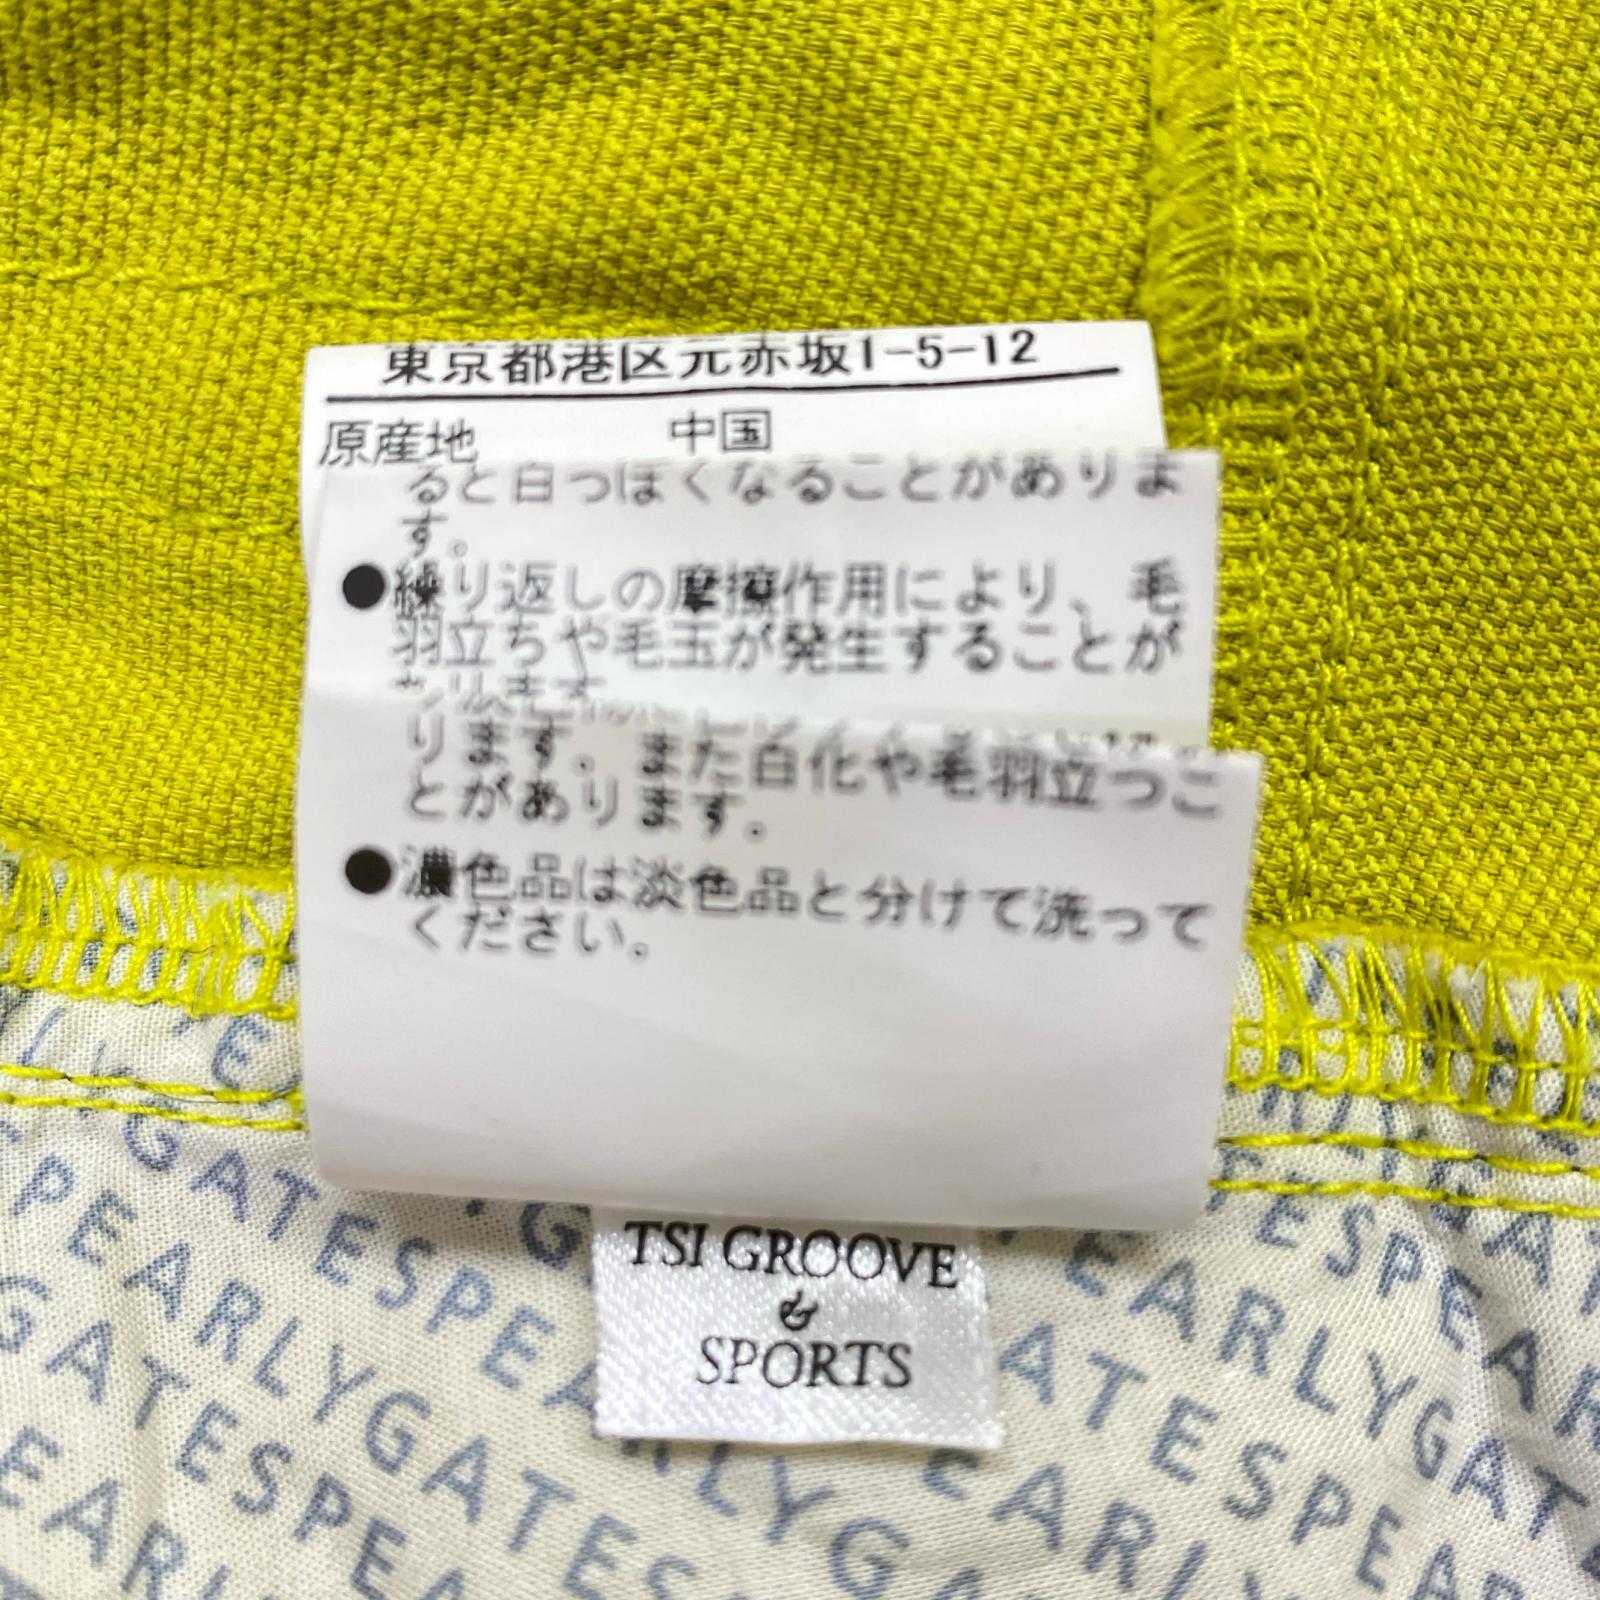 東京都港区元赤坂1-5-12
原産地 中国
ると白っぽくなることがありま
す。
●繰り返しの摩擦作用により、毛
羽立ちや毛玉が発生することが
ります。また白化や毛羽立つこ
とがあります。
●濃色品は淡色品と分けて洗って
ください。
TSI GROOVE
&
SPORTS
GATESPEARLYGATES
PEARLYGATES
GATESPEARLY